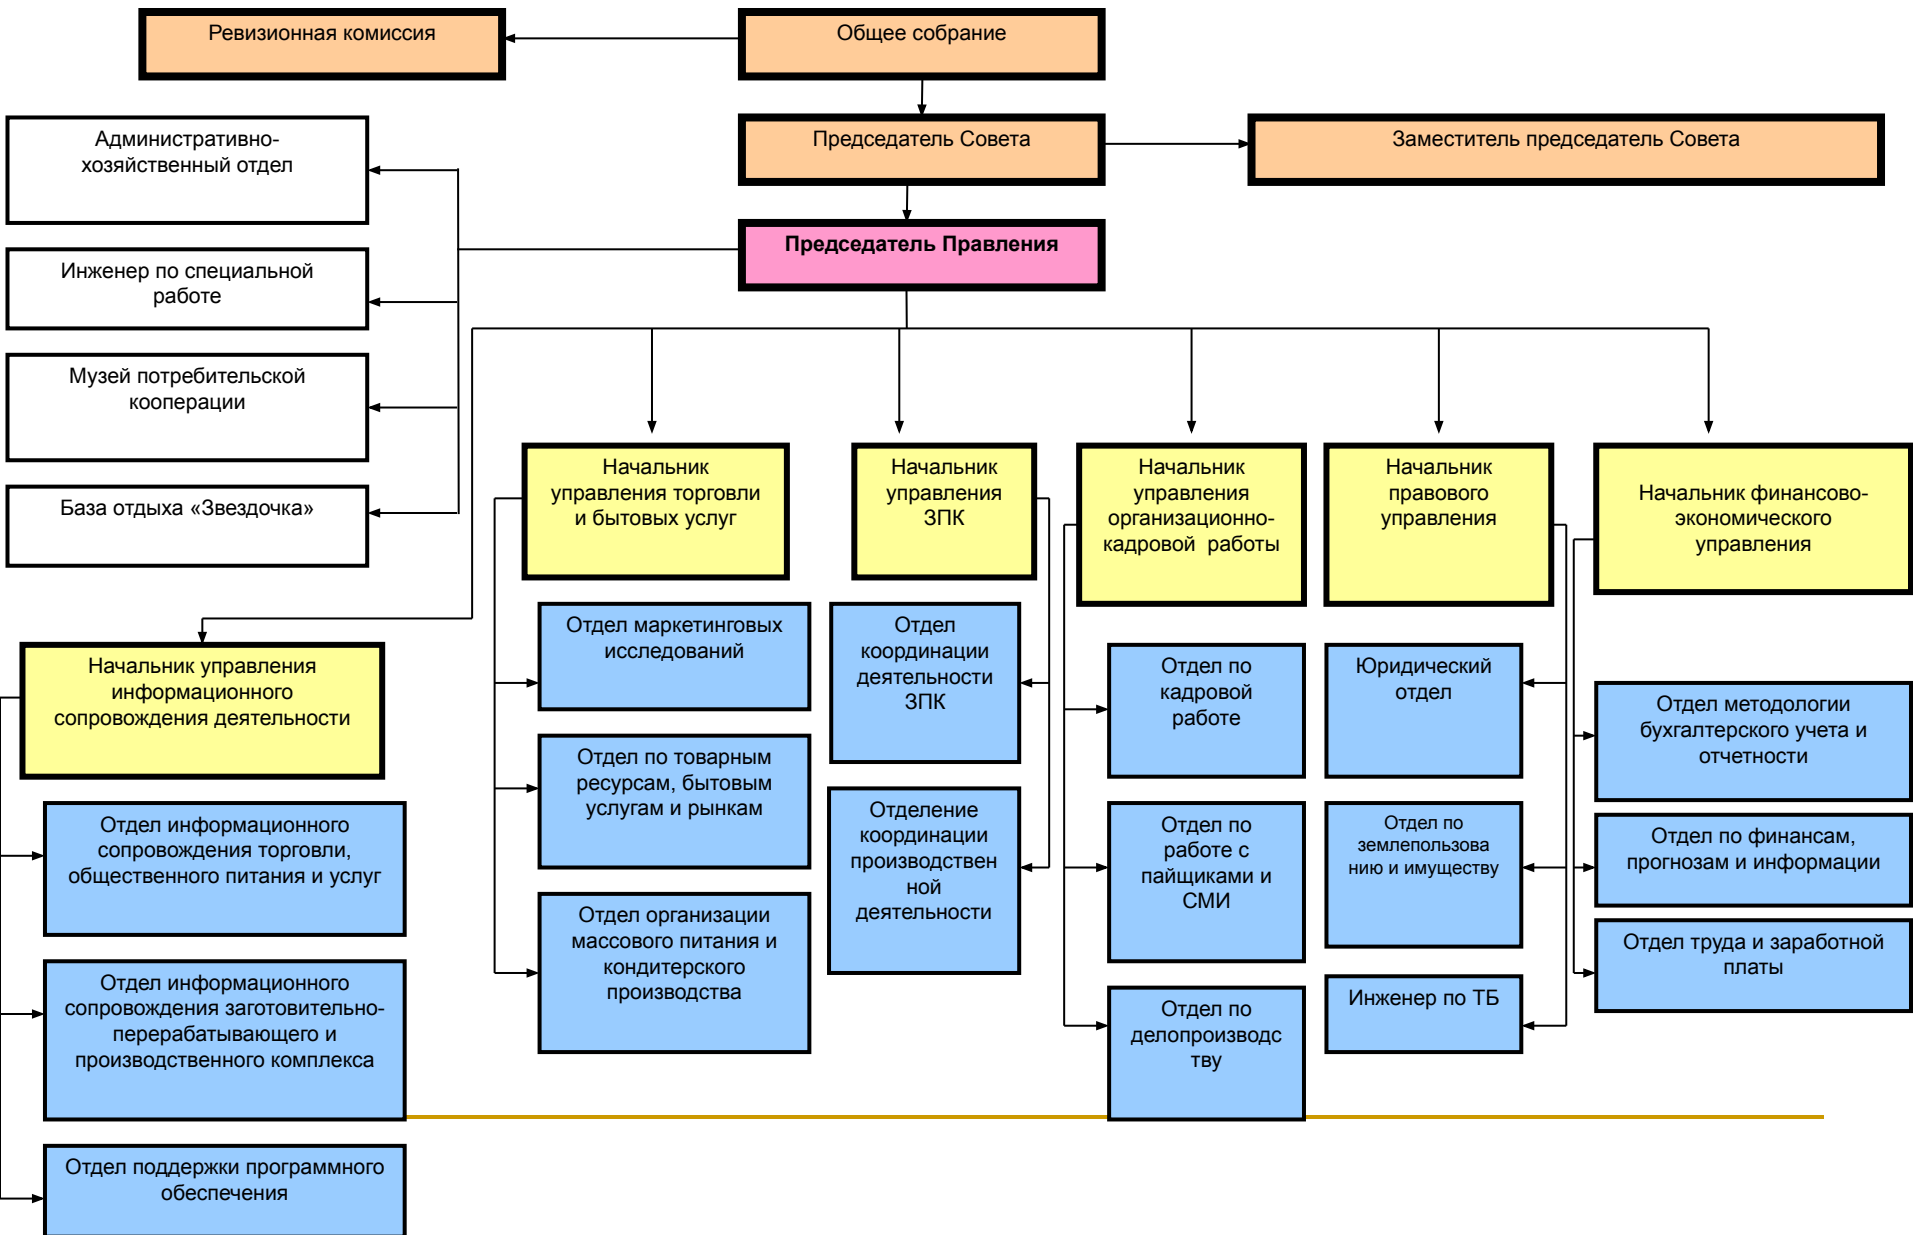 Ревизионная комиссия
Общее собрание
Председатель Совета
Заместитель председатель Совета
Председатель Правления
Административно-
хозяйственный отдел
Инженер по специальной
работе
Музей потребительской
кооперации
База отдыха «Звездочка»
Начальник
управления торговли
и бытовых услуг
Начальник
управления
ЗПК
Начальник
управления
организационно-
кадровой работы
Начальник
правового
управления
Начальник финансово-
экономического
управления
Начальник управления
информационного
сопровождения деятельности
Отдел информационного
сопровождения торговли,
общественного питания и услуг
Отдел информационного
сопровождения заготовительно-
перерабатывающего и
производственного комплекса
Отдел поддержки программного
обеспечения
Отдел маркетинговых
исследований
Отдел по товарным
ресурсам, бытовым
услугам и рынкам
Отдел организации
массового питания и
кондитерского
производства
Отдел
координации
деятельности
ЗПК
Отделение
координации
производствен
ной
деятельности
Отдел по
кадровой
работе
Отдел по
работе с
пайщиками и
СМИ
Отдел по
делопроизводс
тву
Юридический
отдел
Отдел по
землепользова
нию и имуществу
Инженер по ТБ
Отдел методологии
бухгалтерского учета и
отчетности
Отдел по финансам,
прогнозам и информации
Отдел труда и заработной
платы